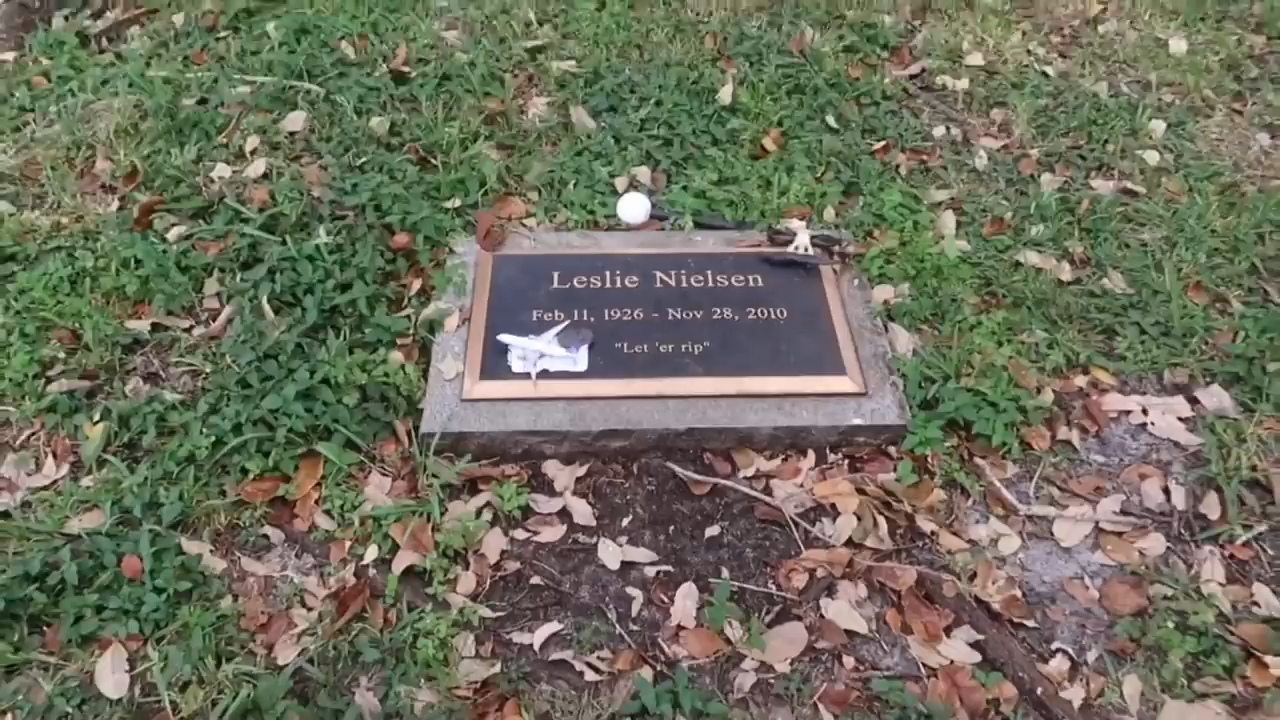 Leslie Nielsen
Feb 11, 1926 - Nov 28, 2010
"Let 'er rip"